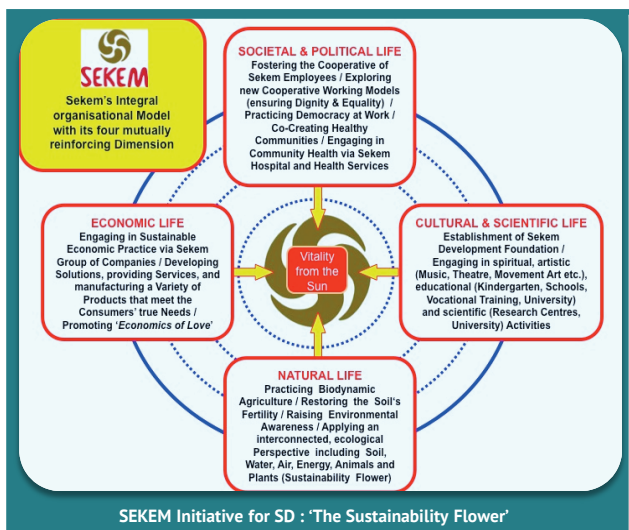 SEKEM
Sekem's Integral
organisational Model
with its four mutually
reinforcing Dimension
SOCIETAL & POLITICAL LIFE
Fostering the Cooperative of
Sekem Employees / Exploring
new Cooperative Working Models
(ensuring Dignity & Equality) /
Practicing Democracy at Work /
Co-Creating Healthy
Communities / Engaging in
Community Health via Sekem
Hospital and Health Services
ECONOMIC LIFE
Engaging in Sustainable
Economic Practice via Sekem
Group of Companies / Developing
Solutions, providing Services, and
manufacturing a Variety of
Products that meet the
Consumers' true Needs /
Promoting 'Economics of Love'
Vitality
from the
Sun
CULTURAL & SCIENTIFIC LIFE
Establishment of Sekem
Development Foundation /
Engaging in spiritual, artistic
(Music, Theatre, Movement Art etc.),
educational (Kindergarten, Schools,
Vocational Training, University)
and scientific (Research Centres,
University) Activities
NATURAL LIFE
Practicing Biodynamic
Agriculture / Restoring the Soil's
Fertility / Raising Environmental
Awareness / Applying an
interconnected, ecological
Perspective including Soil,
Water, Air, Energy, Animals and
Plants (Sustainability Flower)
SEKEM Initiative for SD : 'The Sustainability Flower'